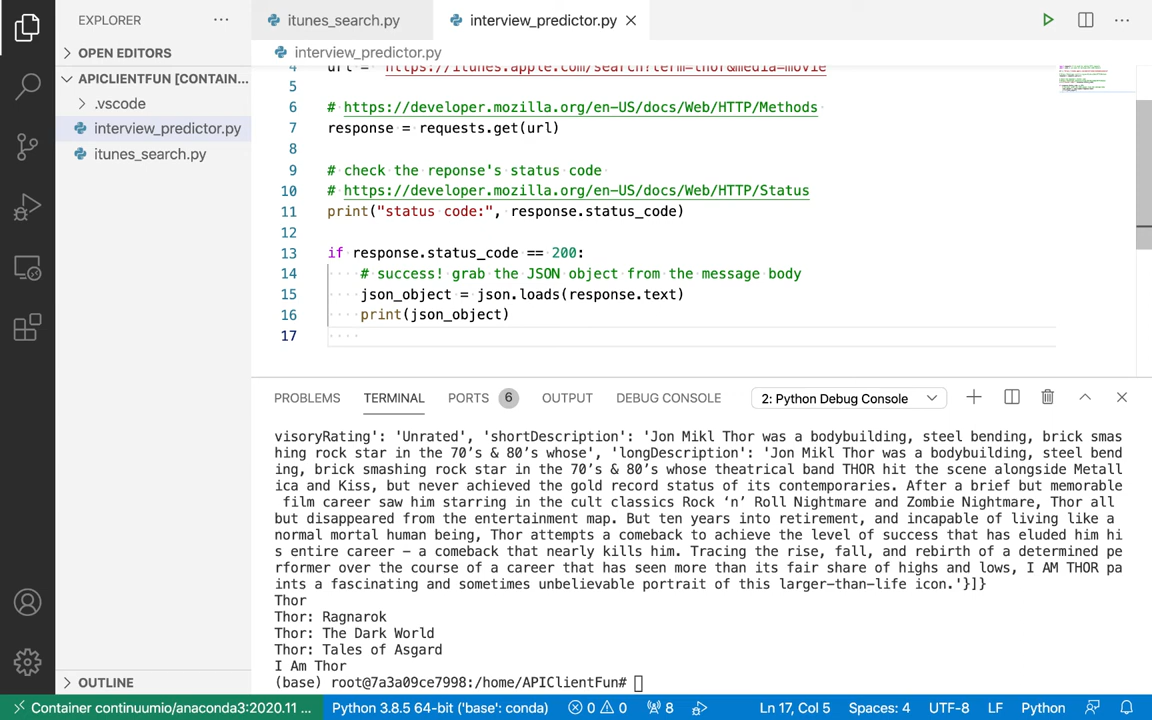 EXPLORER
itunes_search.py
interview_predictor.py
OPEN EDITORS
interview_predictor.py
APICLIENTFUN [CONTAIN...
.vscode
interview_predictor.py
itunes_search.py
OUTLINE
4 url = "https://itunes.apple.com/search?term=thor&media=movie"
5
6 # https://developer.mozilla.org/en-US/docs/Web/HTTP/Methods
7 response = requests.get(url)
8
9 # check the reponse's status code
10 # https://developer.mozilla.org/en-US/docs/Web/HTTP/Status
11 print("status code:", response.status_code)
12
13 if response.status_code == 200:
14 # success! grab the JSON object from the message body
15 json_object = json.loads(response.text)
16 print(json_object)
17
PROBLEMS TERMINAL PORTS 6 OUTPUT DEBUG CONSOLE 2: Python Debug Console
visoryRating': 'Unrated', 'shortDescription': 'Jon Mikl Thor was a bodybuilding, steel bending, brick smas
hing rock star in the 70’s & 80’s whose', 'longDescription': 'Jon Mikl Thor was a bodybuilding, steel bend
ing, brick smashing rock star in the 70’s & 80’s whose theatrical band THOR hit the scene alongside Metall
ica and Kiss, but never achieved the gold record status of its contemporaries. After a brief but memorable
film career saw him starring in the cult classics Rock ‘n’ Roll Nightmare and Zombie Nightmare, Thor all
but disappeared from the entertainment map. But ten years into retirement, and incapable of living like a
normal mortal human being, Thor attempts a comeback to achieve the level of success that has eluded him hi
s entire career – a comeback that nearly kills him. Tracing the rise, fall, and rebirth of a determined pe
rformer over the course of a career that has seen more than its fair share of highs and lows, I AM THOR pa
ints a fascinating and sometimes unbelievable portrait of this larger-than-life icon.'}]}
Thor
Thor: Ragnarok
Thor: The Dark World
Thor: Tales of Asgard
I Am Thor
(base) root@7a3a09ce7998:/home/APIClientFun#
Container continuumio/anaconda3:2020.11 ... Python 3.8.5 64-bit ('base': conda) 0 0 8 Ln 17, Col 5 Spaces: 4 UTF-8 LF Python